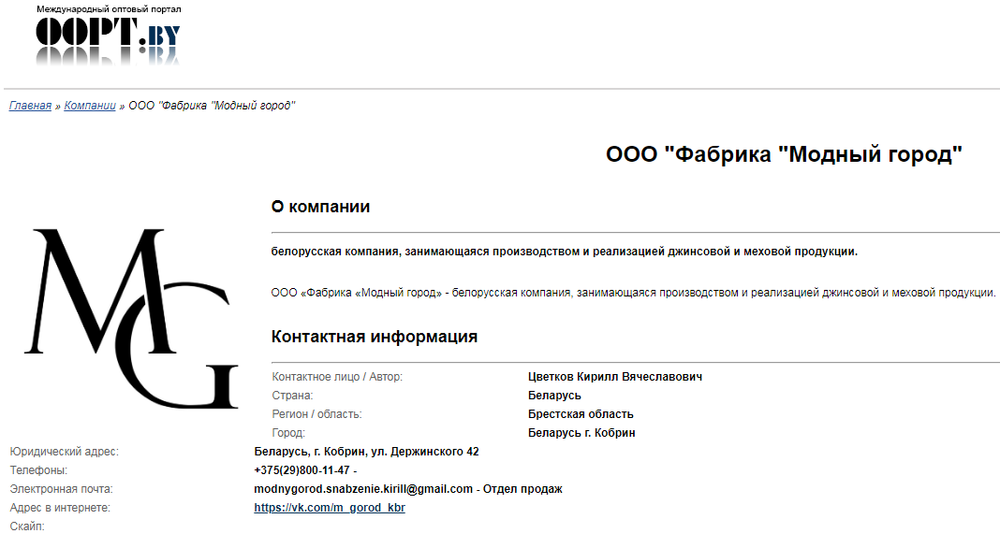 Международный оптовый портал
OOPT.BY
Главная » Компании » ООО "Фабрика "Модный город"
ООО "Фабрика "Модный город"
О компании
белорусская компания, занимающаяся производством и реализацией джинсовой и меховой продукции.
MG
ООО «Фабрика «Модный город» - белорусская компания, занимающаяся производством и реализацией джинсовой и меховой продукции.
Контактная информация
Контактное лицо / Автор: Цветков Кирилл Вячеславович
Страна: Беларусь
Регион / область: Брестская область
Город: Беларусь г. Кобрин
Юридический адрес: Беларусь, г. Кобрин, ул. Держинского 42
Телефоны: +375(29)800-11-47 -
Электронная почта: modnygorod.snabzenie.kirill@gmail.com - Отдел продаж
Адрес в интернете: https://vk.com/m_gorod_kbr
Скайп: